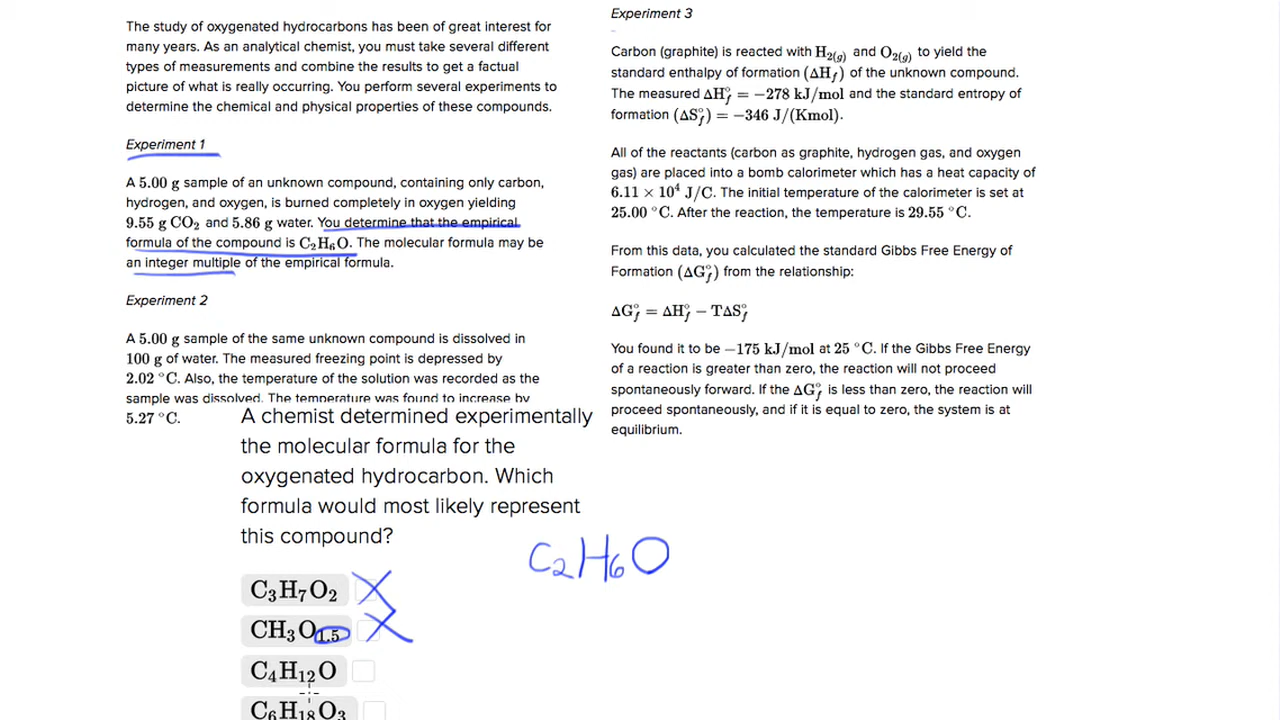 The study of oxygenated hydrocarbons has been of great interest for
many years. As an analytical chemist, you must take several different
types of measurements and combine the results to get a factual
picture of what is really occurring. You perform several experiments to
determine the chemical and physical properties of these compounds.
Experiment 1
A 5.00 g sample of an unknown compound, containing only carbon,
hydrogen, and oxygen, is burned completely in oxygen yielding
9.55 g CO₂ and 5.86 g water. You determine that the empirical
formula of the compound is C₂H₆O. The molecular formula may be
an integer multiple of the empirical formula.
Experiment 2
A 5.00 g sample of the same unknown compound is dissolved in
100 g of water. The measured freezing point is depressed by
2.02 °C. Also, the temperature of the solution was recorded as the
sample was dissolved. The temperature was found to increase by
5.27 °C.
A chemist determined experimentally
the molecular formula for the
oxygenated hydrocarbon. Which
formula would most likely represent
this compound?
C₂H₆O
C₃H₇O₂
CH₃O₁.₅
C₄H₁₂O
C₆H₁₈O₃
Experiment 3
Carbon (graphite) is reacted with H₂(g) and O₂(g) to yield the
standard enthalpy of formation (ΔHf) of the unknown compound.
The measured ΔH°f = −278 kJ/mol and the standard entropy of
formation (ΔS°f) = −346 J/(Kmol).
All of the reactants (carbon as graphite, hydrogen gas, and oxygen
gas) are placed into a bomb calorimeter which has a heat capacity of
6.11 × 10⁴ J/C. The initial temperature of the calorimeter is set at
25.00 °C. After the reaction, the temperature is 29.55 °C.
From this data, you calculated the standard Gibbs Free Energy of
Formation (ΔG°f) from the relationship:
ΔG°f = ΔH°f − TΔS°f
You found it to be −175 kJ/mol at 25 °C. If the Gibbs Free Energy
of a reaction is greater than zero, the reaction will not proceed
spontaneously forward. If the ΔG°f is less than zero, the reaction will
proceed spontaneously, and if it is equal to zero, the system is at
equilibrium.